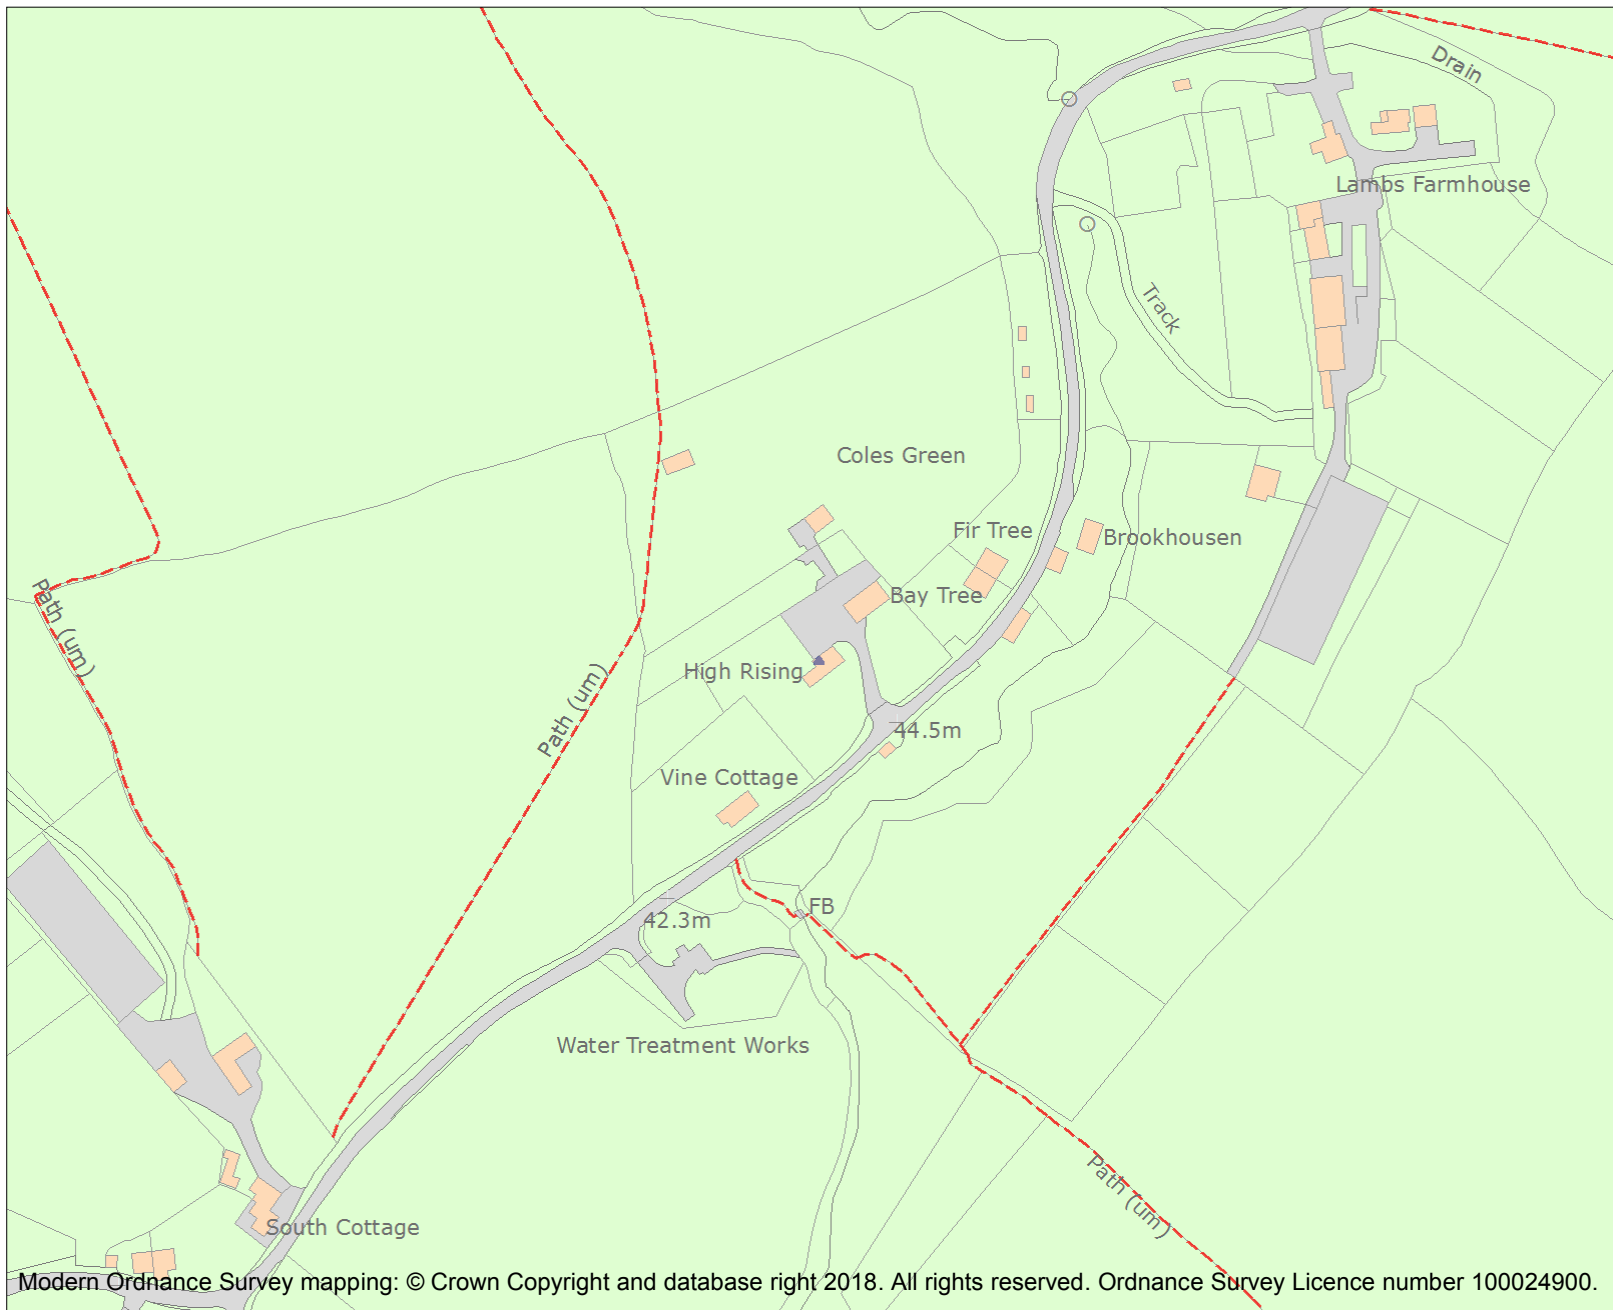 Drain
Lambs Farmhouse
Track
Coles Green
Fir Tree
Brookhousen
Bay Tree
Path (um)
High Rising
Path (um)
44.5m
Vine Cottage
FB
42.3m
Water Treatment Works
Path (um)
South Cottage
Modern Ordnance Survey mapping: © Crown Copyright and database right 2018. All rights reserved. Ordnance Survey Licence number 100024900.